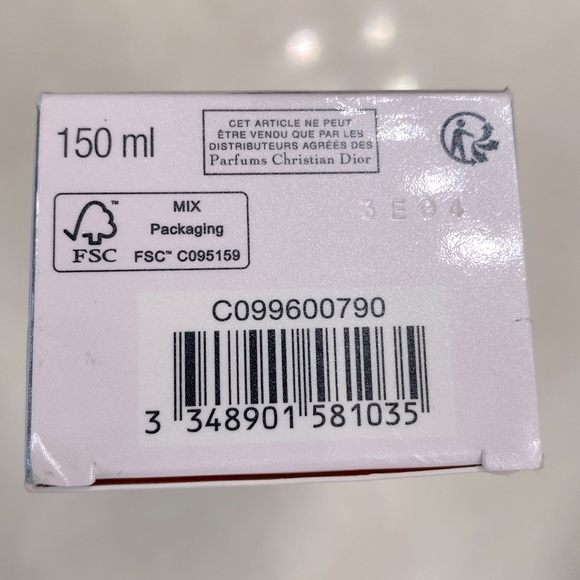 150 ml
CET ARTICLE NE PEUT
ÊTRE VENDU QUE PAR LES
DISTRIBUTEURS AGRÉÉS DES
Parfums Christian Dior
3E04
FSC™
MIX
Packaging
FSC™ C095159
C099600790
3 348901 581035